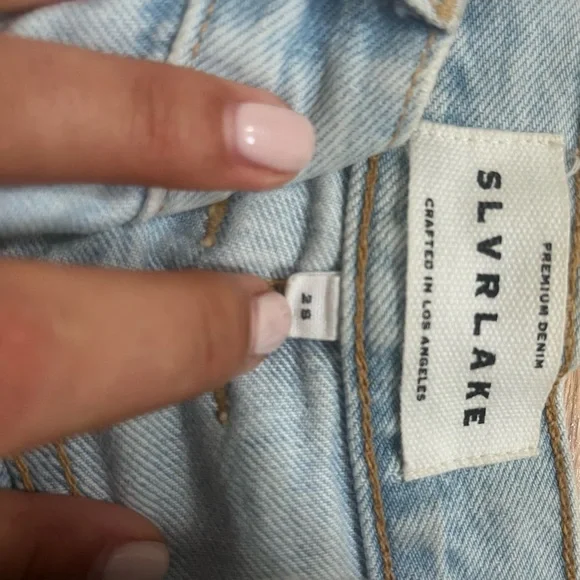 PREMIUM DENIM
SLVRLAKE
CRAFTED IN LOS ANGELES
28